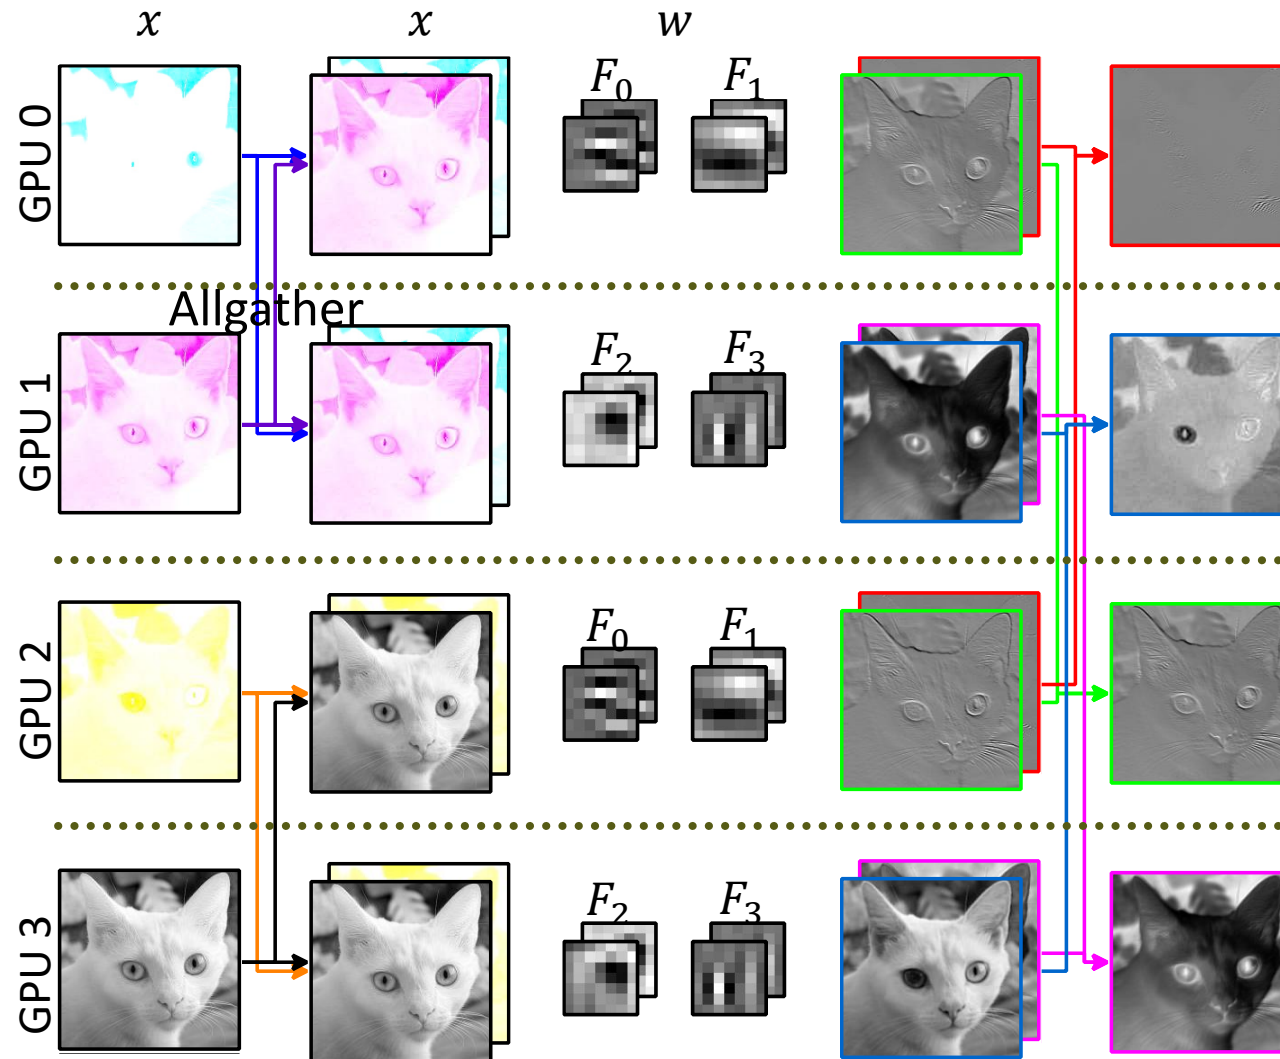 x x w
GPU 0
F0 F1
Allgather
GPU 1
F2 F3
GPU 2
F0 F1
GPU 3
F2 F3